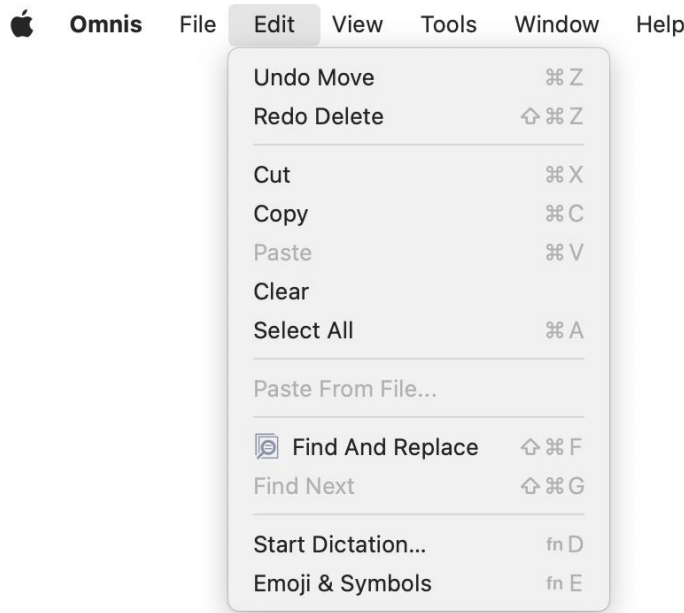 Omnis File Edit View Tools Window Help
Undo Move ⌘ Z
Redo Delete ⇧ ⌘ Z
Cut ⌘ X
Copy ⌘ C
Paste ⌘ V
Clear
Select All ⌘ A
Paste From File...
Find And Replace ⇧ ⌘ F
Find Next ⇧ ⌘ G
Start Dictation... fn D
Emoji & Symbols fn E